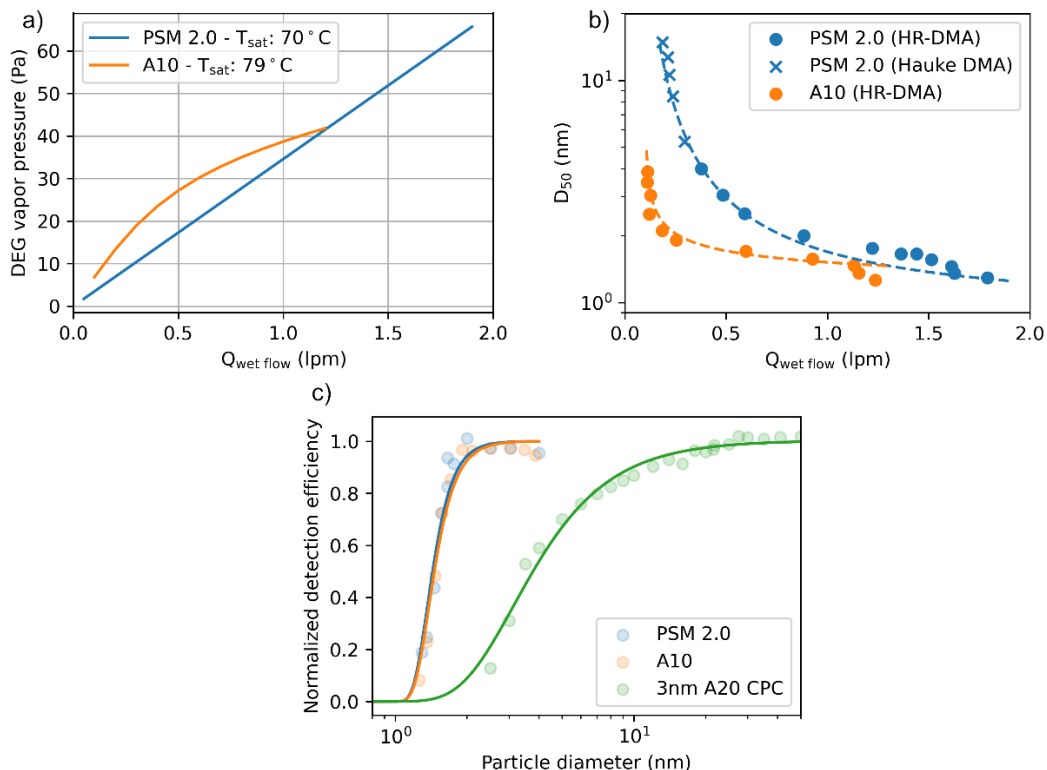 a)
PSM 2.0 - T_sat: 70°C
A10 - T_sat: 79°C
DEG vapor pressure (Pa)
60
50
40
30
20
10
0
0.0 0.5 1.0 1.5 2.0
Q_wet flow (lpm)
b)
PSM 2.0 (HR-DMA)
PSM 2.0 (Hauke DMA)
A10 (HR-DMA)
D_50 (nm)
10^1
10^0
0.0 0.5 1.0 1.5 2.0
Q_wet flow (lpm)
c)
Normalized detection efficiency
1.0
0.8
0.6
0.4
0.2
0.0
PSM 2.0
A10
3nm A20 CPC
10^0 10^1
Particle diameter (nm)